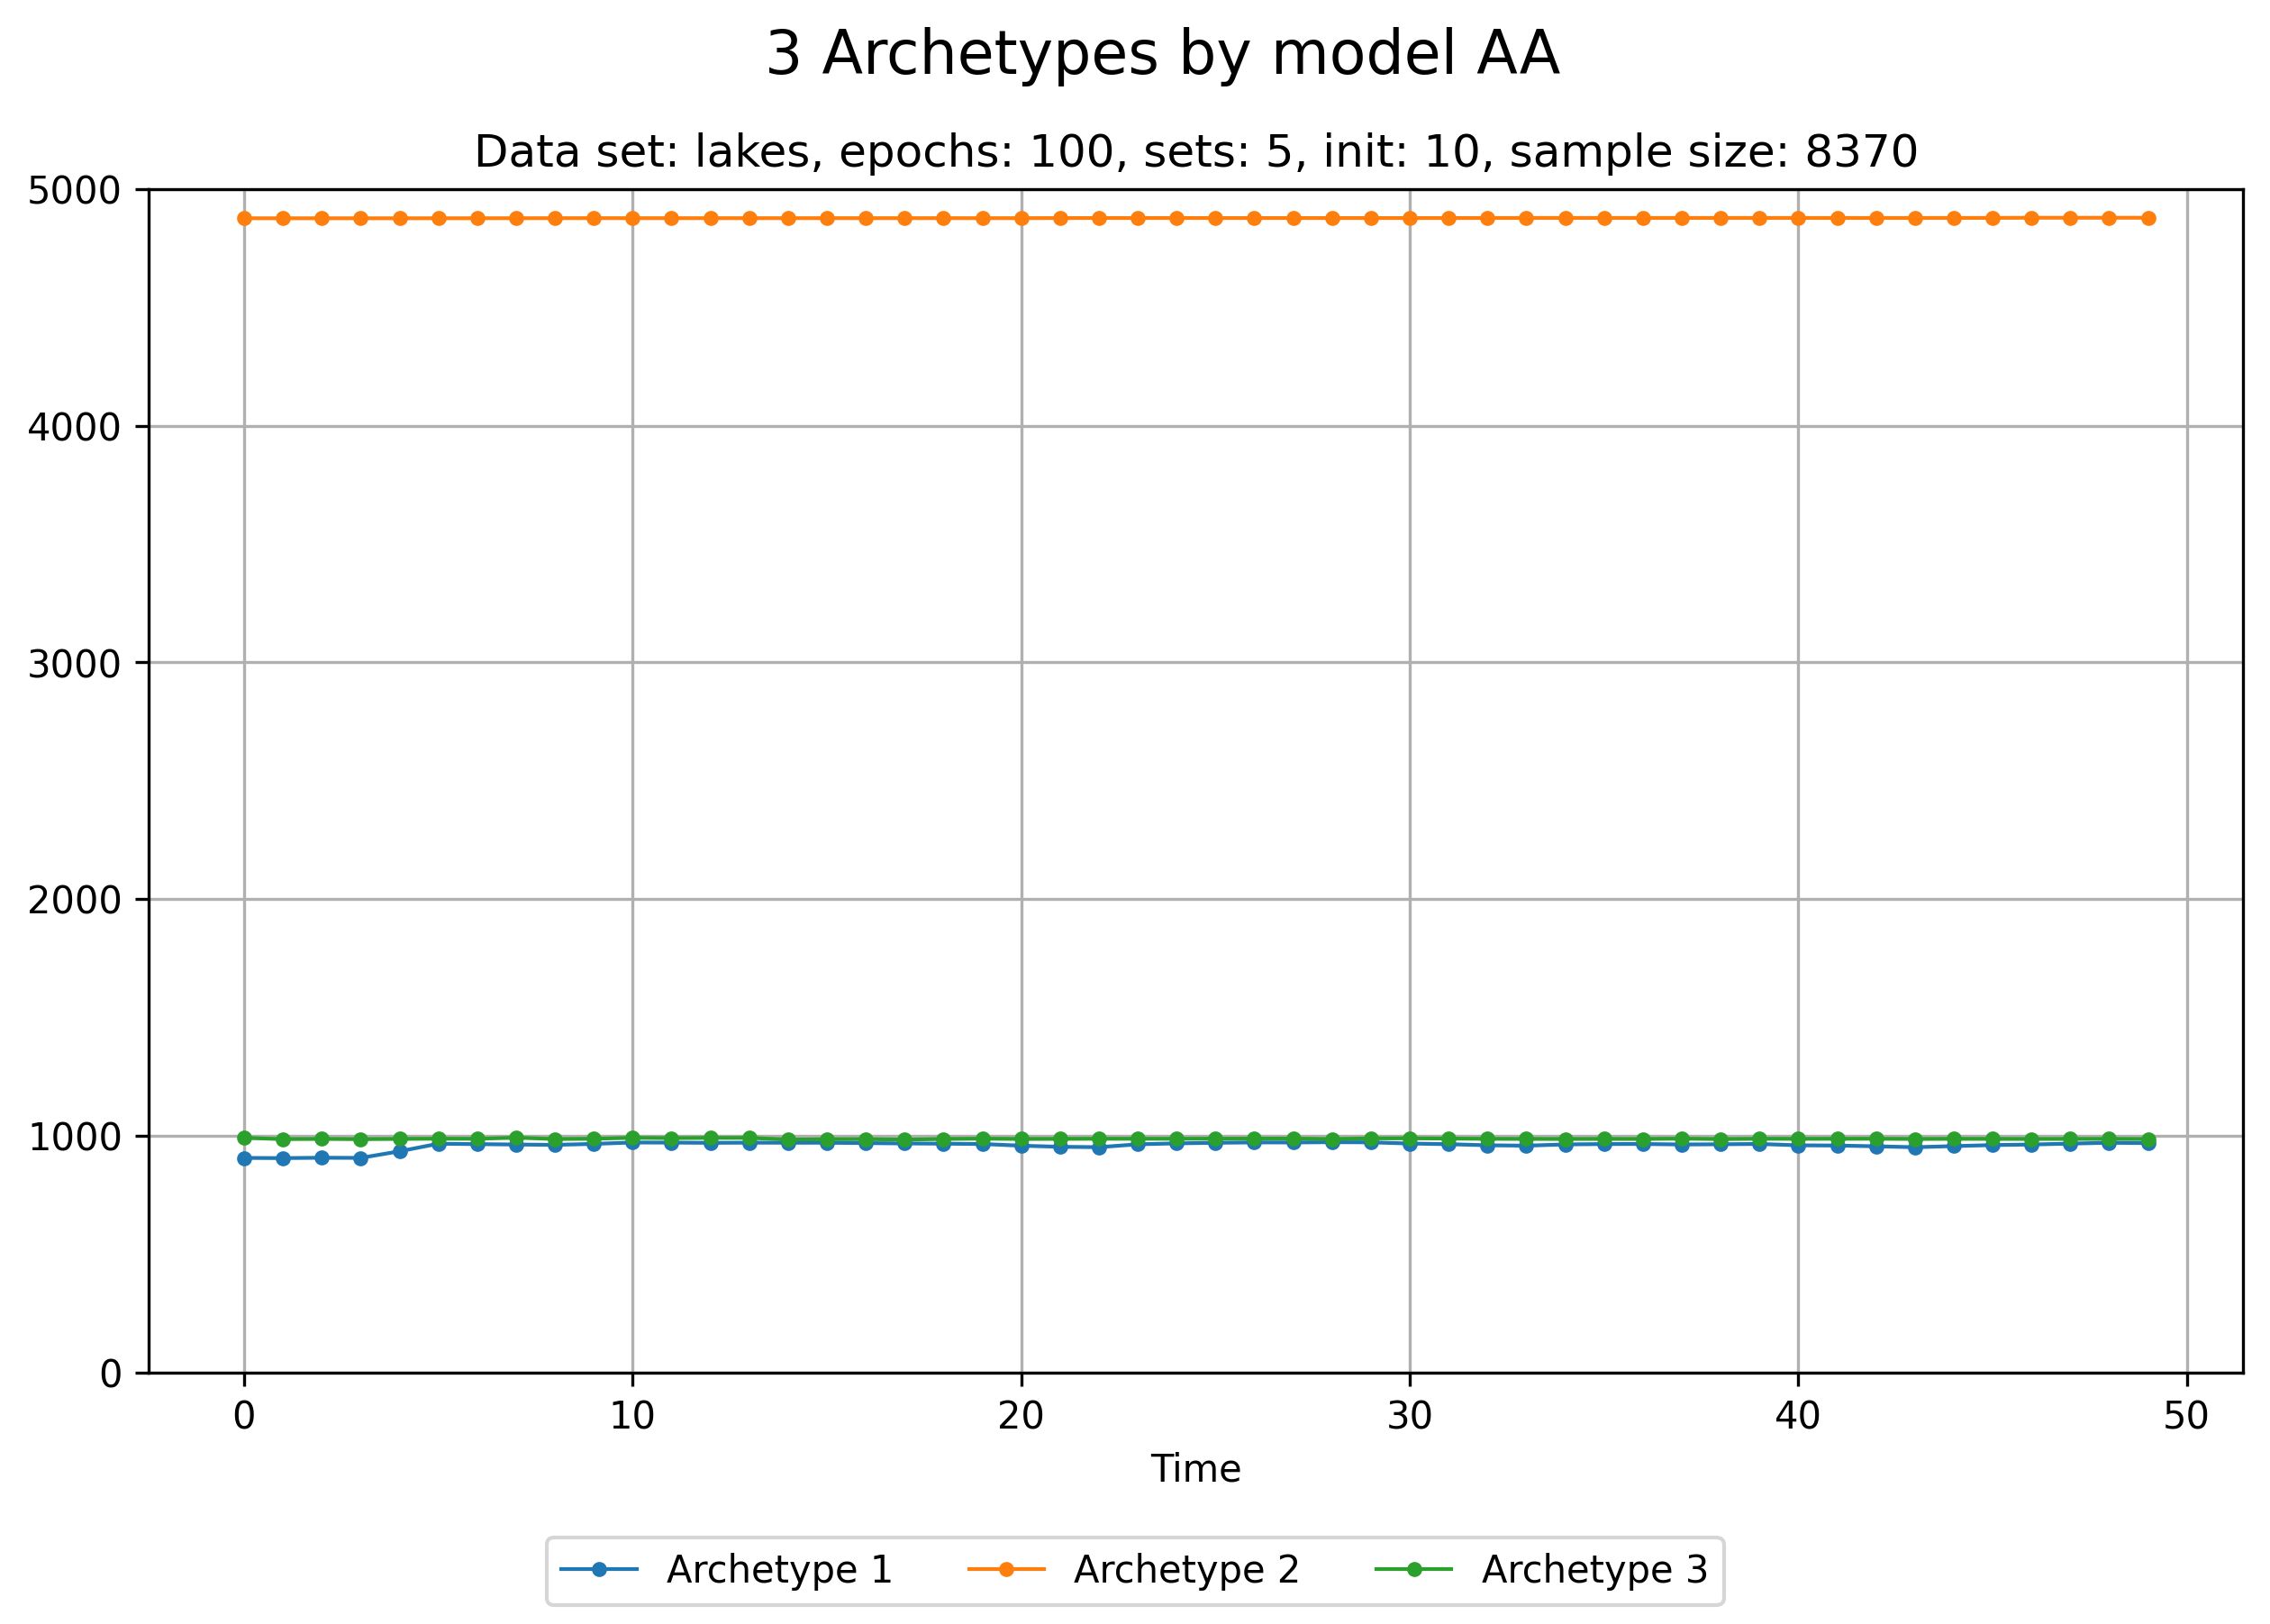 3 Archetypes by model AA
Data set: lakes, epochs: 100, sets: 5, init: 10, sample size: 8370
5000
4000
3000
2000
1000
0
0 10 20 30 40 50
Time
Archetype 1 Archetype 2 Archetype 3